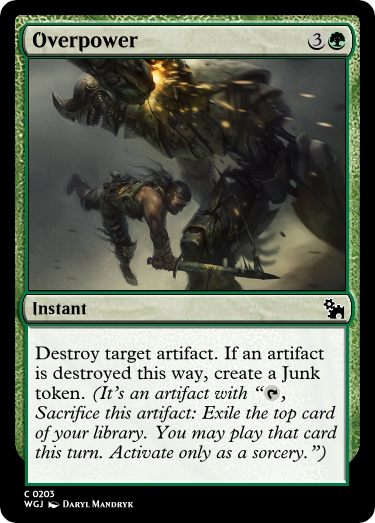 Overpower 3
Instant
Destroy target artifact. If an artifact
is destroyed this way, create a Junk
token. (It's an artifact with “, 
Sacrifice this artifact: Exile the top card
of your library. You may play that card
this turn. Activate only as a sorcery.”)
C 0203
WGJ DARYL MANDRYK